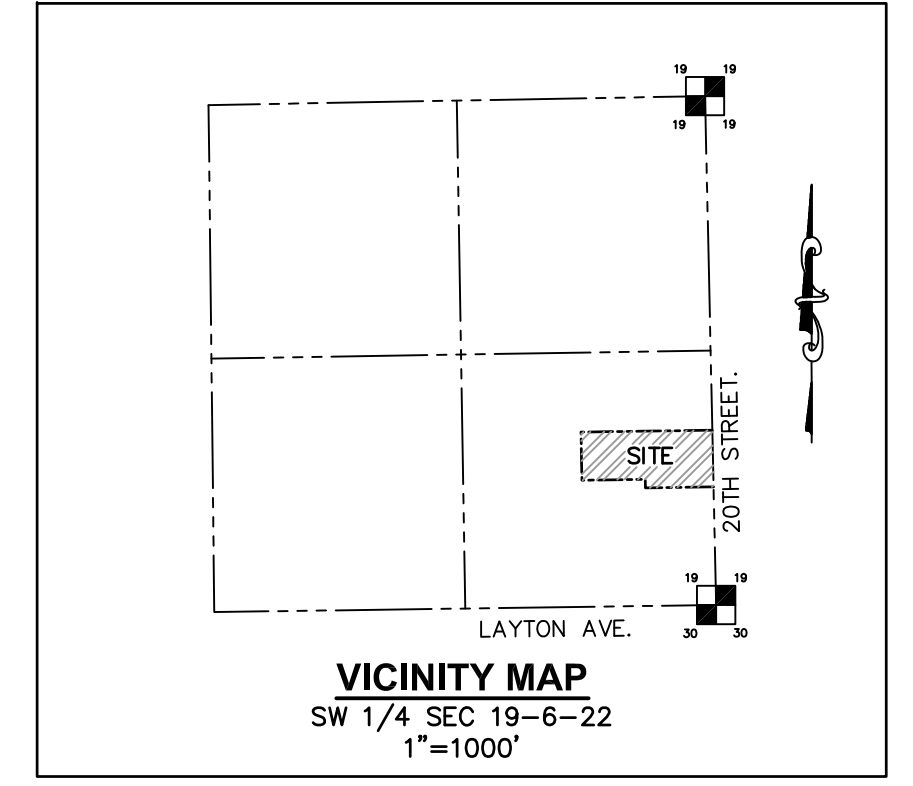 19 19
19 19
SITE
20TH STREET.
19 19
30 30
LAYTON AVE.
VICINITY MAP
SW 1/4 SEC 19-6-22
1"=1000'